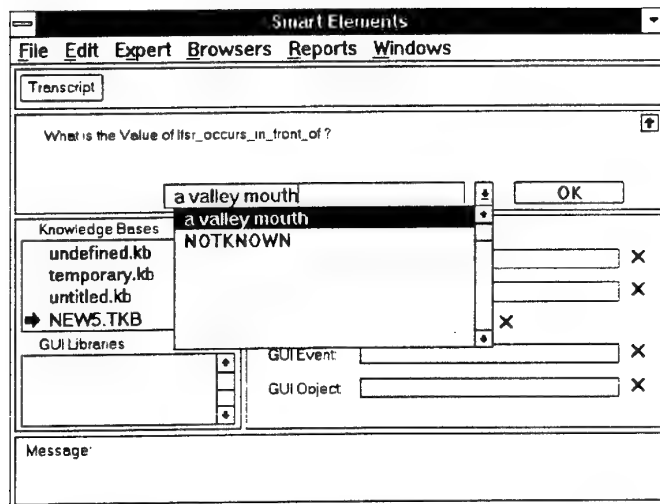 Smart Elements
File Edit Expert Browsers Reports Windows
Transcript
What is the Value of lfsr_occurs_in_front_of ?
a valley mouth
OK
a valley mouth
NOTKNOWN
Knowledge Bases
undefined.kb
temporary.kb
untitled.kb
NEW5.TKB
GUI Libraries
GUI Event:
GUI Object
Message: